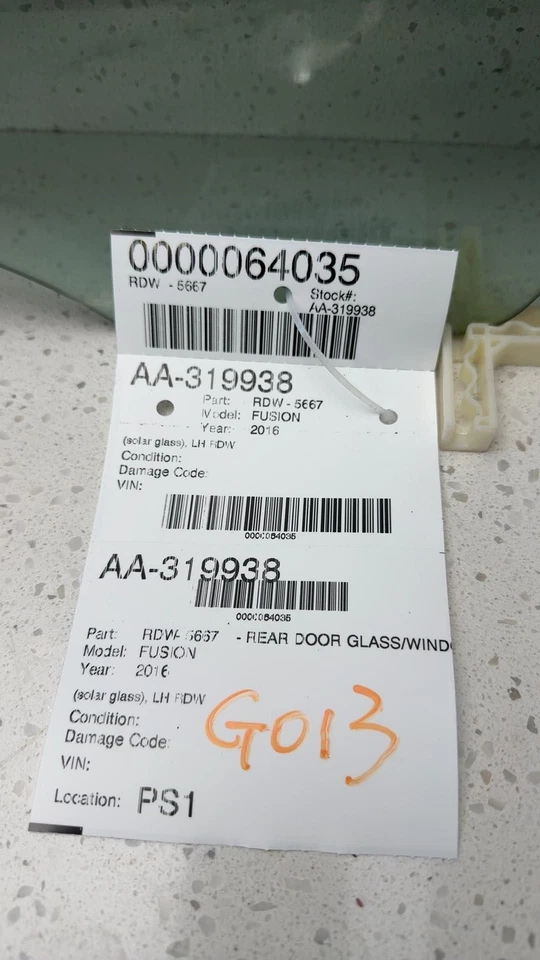 0000064035
RDW - 5667
Stock#:
AA-319938
AA-319938
Part: RDW - 5667
Model: FUSION
Year: 2016
(solar glass), LH RDW
Condition:
Damage Code:
VIN:
0000064035
AA-319938
0000064035
Part: RDW- 5667 - REAR DOOR GLASS/WIND
Model: FUSION
Year: 2016
(solar glass), LH RDW
Condition:
Damage Code:
VIN:
G013
Location: PS1